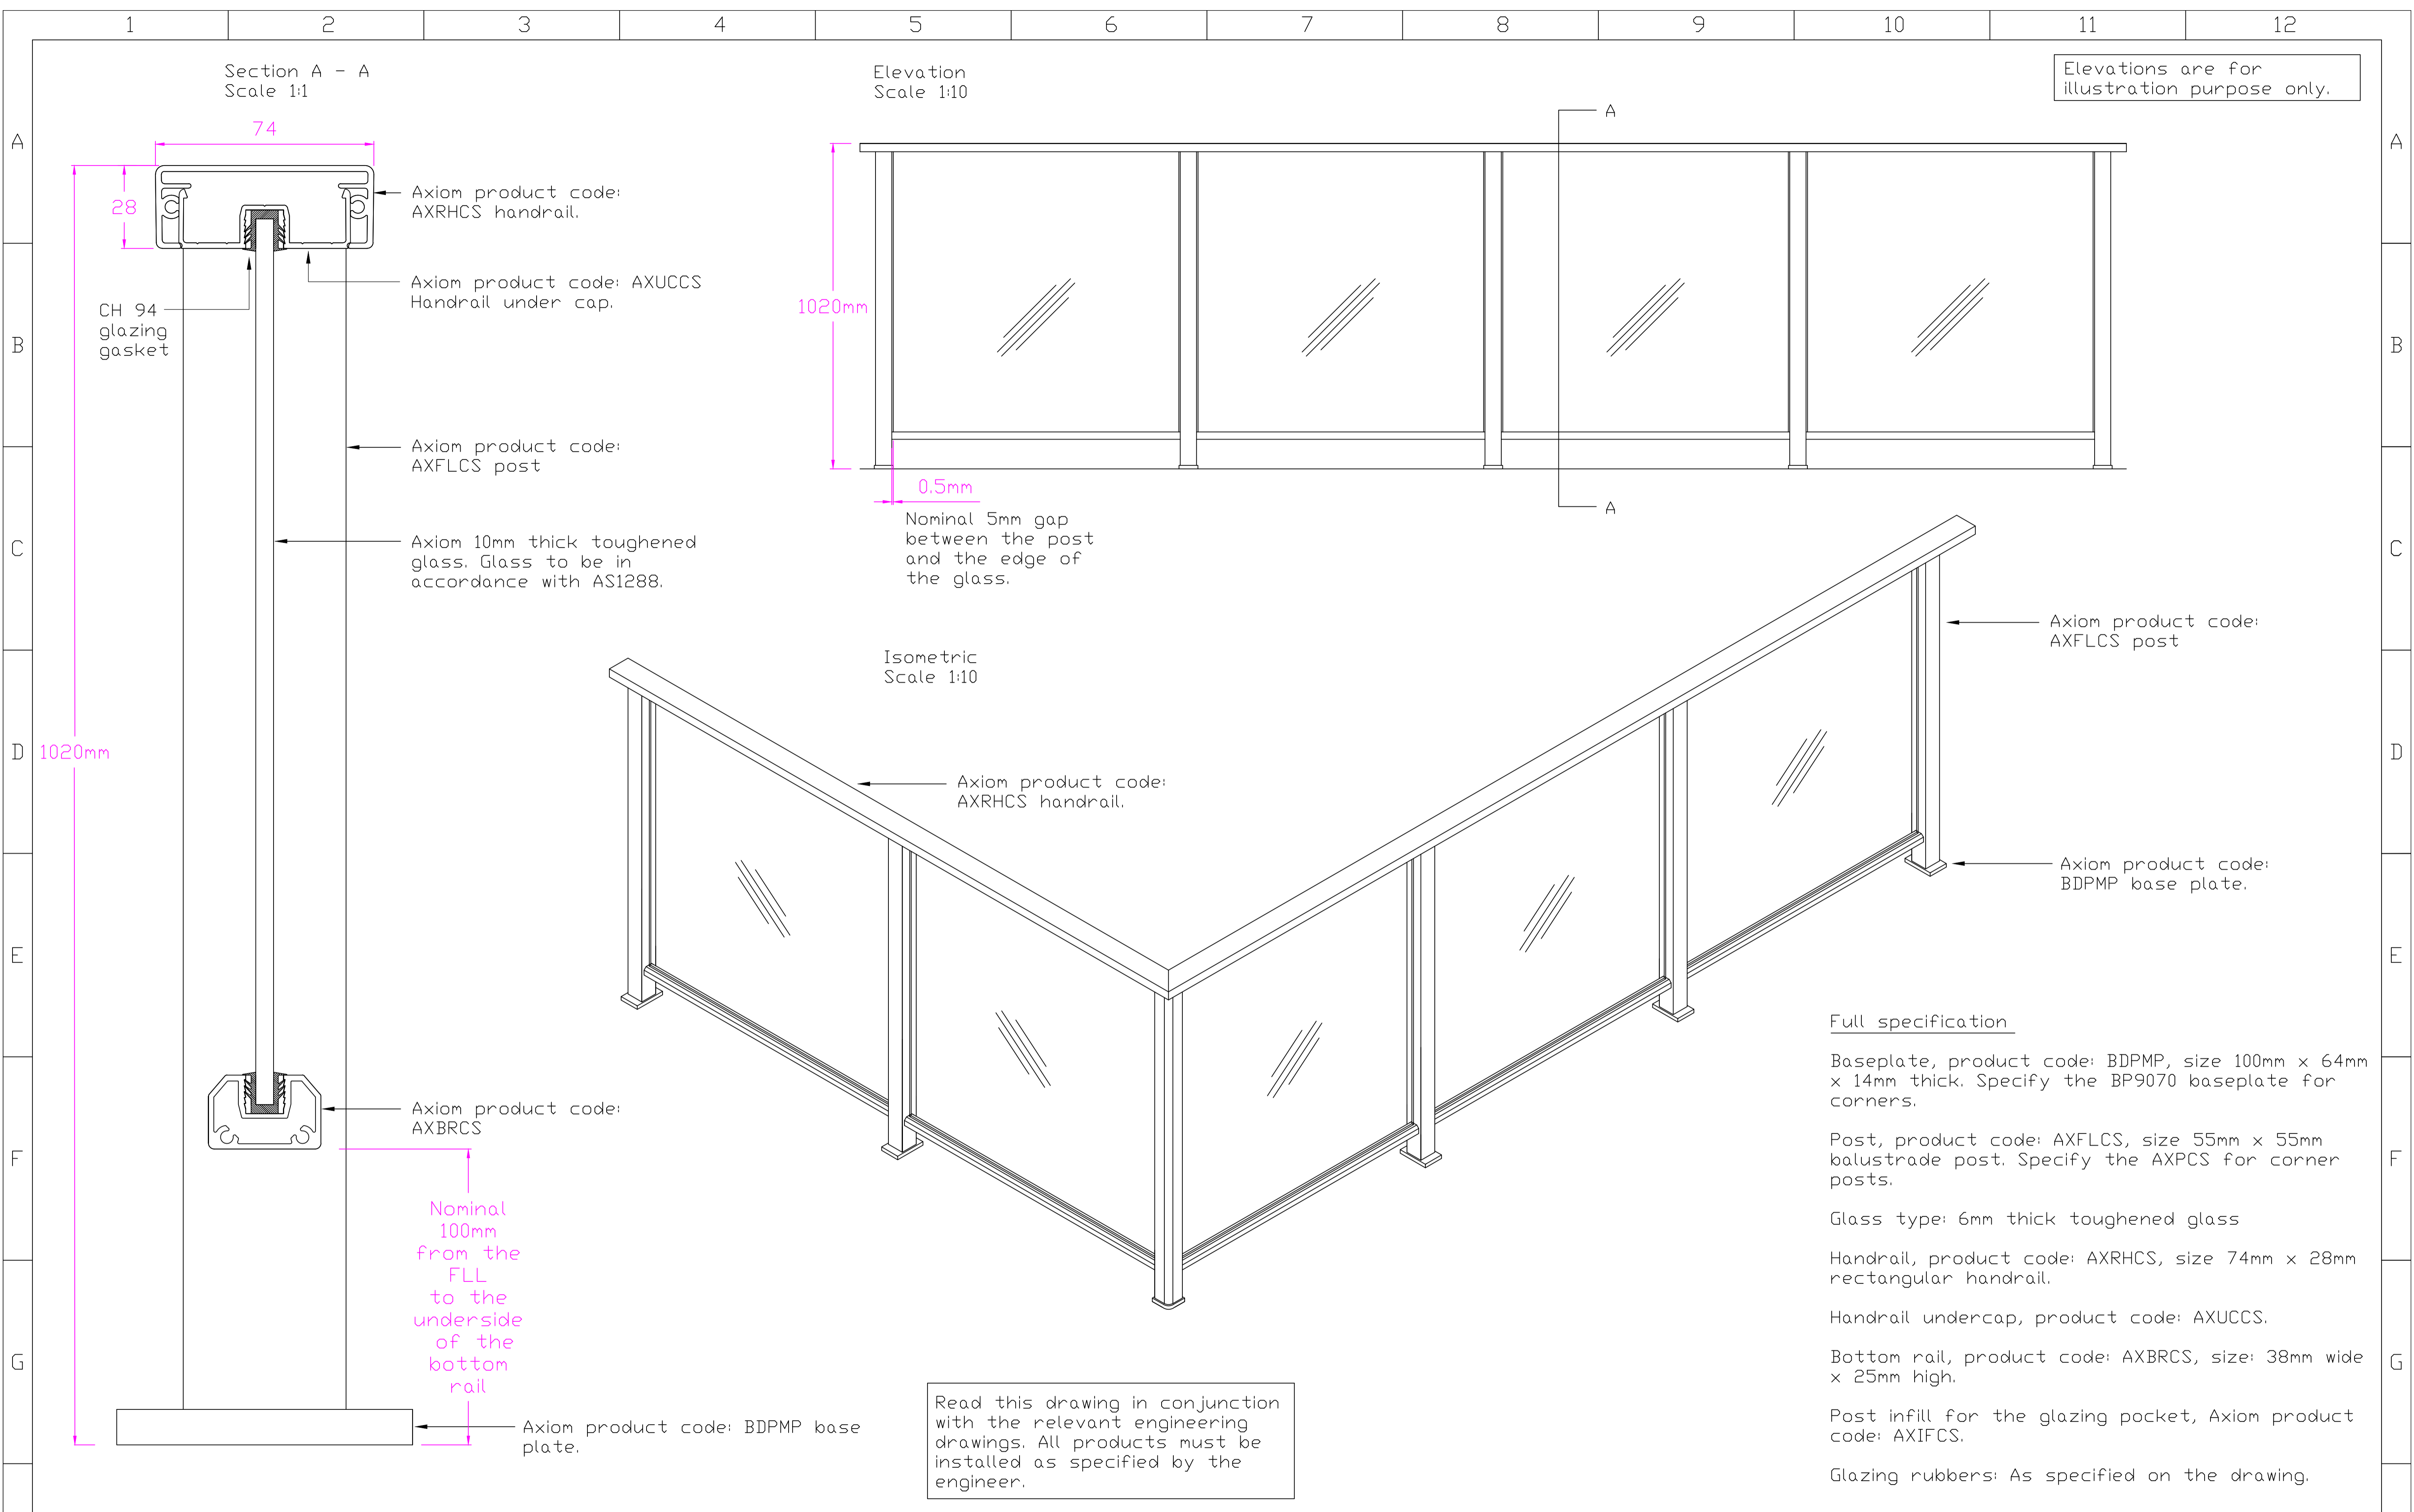 1 2 3 4 5 6 7 8 9 10 11 12
Section A - A
Scale 1:1
74
28
1020mm
Axiom product code:
AXRHCS handrail.
Axiom product code: AXUCCS
Handrail under cap.
CH 94
glazing
gasket
Axiom product code:
AXFLCS post
Axiom 10mm thick toughened
glass. Glass to be in
accordance with AS1288.
Axiom product code:
AXBRCS
Nominal
100mm
from the
FLL
to the
underside
of the
bottom
rail
Axiom product code: BDPMP base
plate.
Elevation
Scale 1:10
A
1020mm
0.5mm
A
Nominal 5mm gap
between the post
and the edge of
the glass.
Elevations are for
illustration purpose only.
Isometric
Scale 1:10
Axiom product code:
AXRHCS handrail.
Axiom product code:
AXFLCS post
Axiom product code:
BDPMP base plate.
Read this drawing in conjunction
with the relevant engineering
drawings. All products must be
installed as specified by the
engineer.
Full specification
Baseplate, product code: BDPMP, size 100mm x 64mm
x 14mm thick. Specify the BP9070 baseplate for
corners.
Post, product code: AXFLCS, size 55mm x 55mm
balustrade post. Specify the AXPCS for corner
posts.
Glass type: 6mm thick toughened glass
Handrail, product code: AXRHCS, size 74mm x 28mm
rectangular handrail.
Handrail undercap, product code: AXUCCS.
Bottom rail, product code: AXBRCS, size: 38mm wide
x 25mm high.
Post infill for the glazing pocket, Axiom product
code: AXIFCS.
Glazing rubbers: As specified on the drawing.
A
B
C
D
E
F
G
A
B
C
D
E
F
G